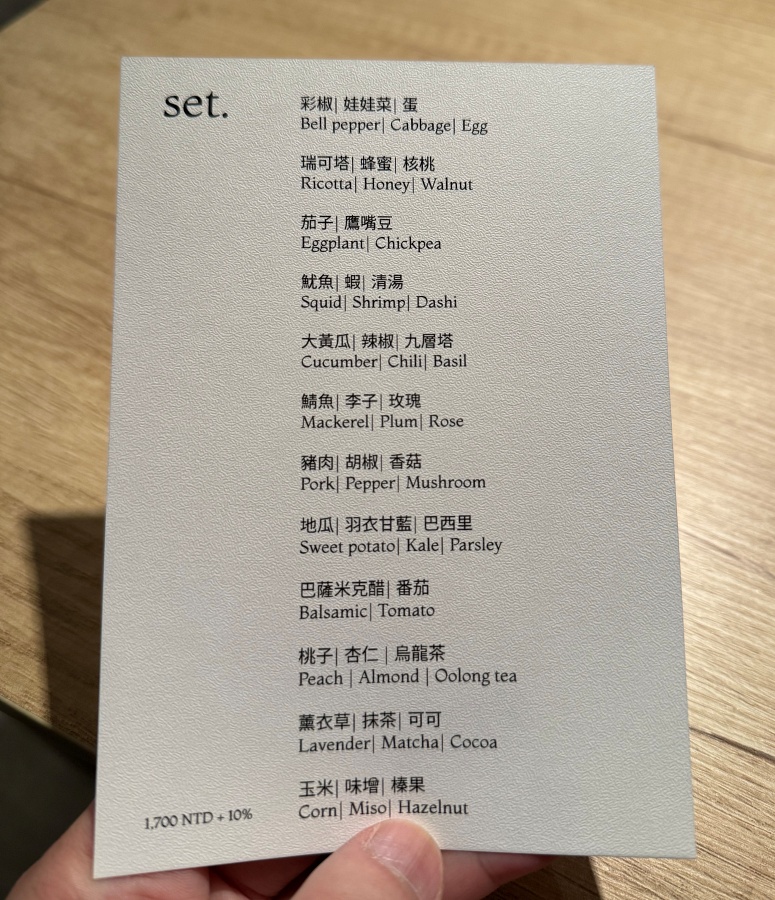 set.
彩椒| 娃娃菜| 蛋
Bell pepper| Cabbage| Egg
瑞可塔| 蜂蜜| 核桃
Ricotta| Honey| Walnut
茄子| 鷹嘴豆
Eggplant| Chickpea
魷魚| 蝦| 清湯
Squid| Shrimp| Dashi
大黃瓜| 辣椒| 九層塔
Cucumber| Chili| Basil
鯖魚| 李子| 玫瑰
Mackerel| Plum| Rose
豬肉| 胡椒| 香菇
Pork| Pepper| Mushroom
地瓜| 羽衣甘藍| 巴西里
Sweet potato| Kale| Parsley
巴薩米克醋| 番茄
Balsamic| Tomato
桃子| 杏仁 | 烏龍茶
Peach | Almond | Oolong tea
薰衣草| 抹茶| 可可
Lavender| Matcha| Cocoa
玉米| 味增| 榛果
Corn| Miso| Hazelnut
1,700 NTD + 10%